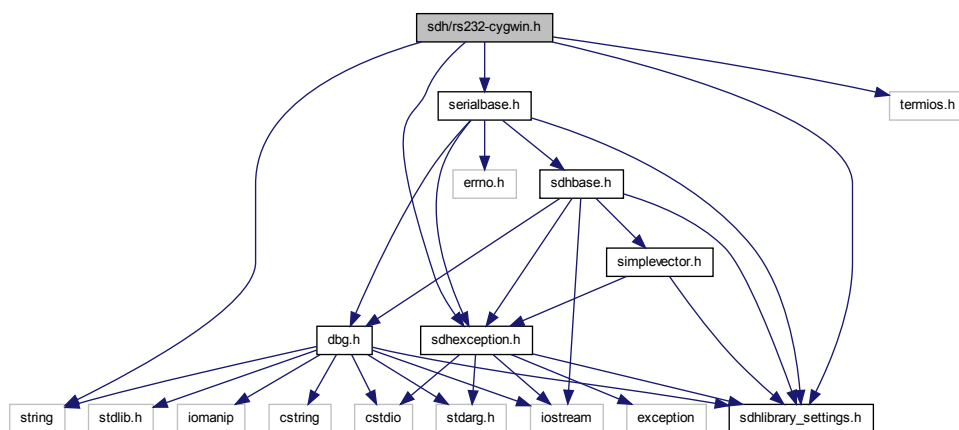 sdh/rs232-cygwin.h
serialbase.h
termios.h
errno.h
sdhbase.h
simplevector.h
dbg.h
sdhexception.h
string
stdlib.h
iomanip
cstring
cstdio
stdarg.h
iostream
exception
sdhlibrary_settings.h